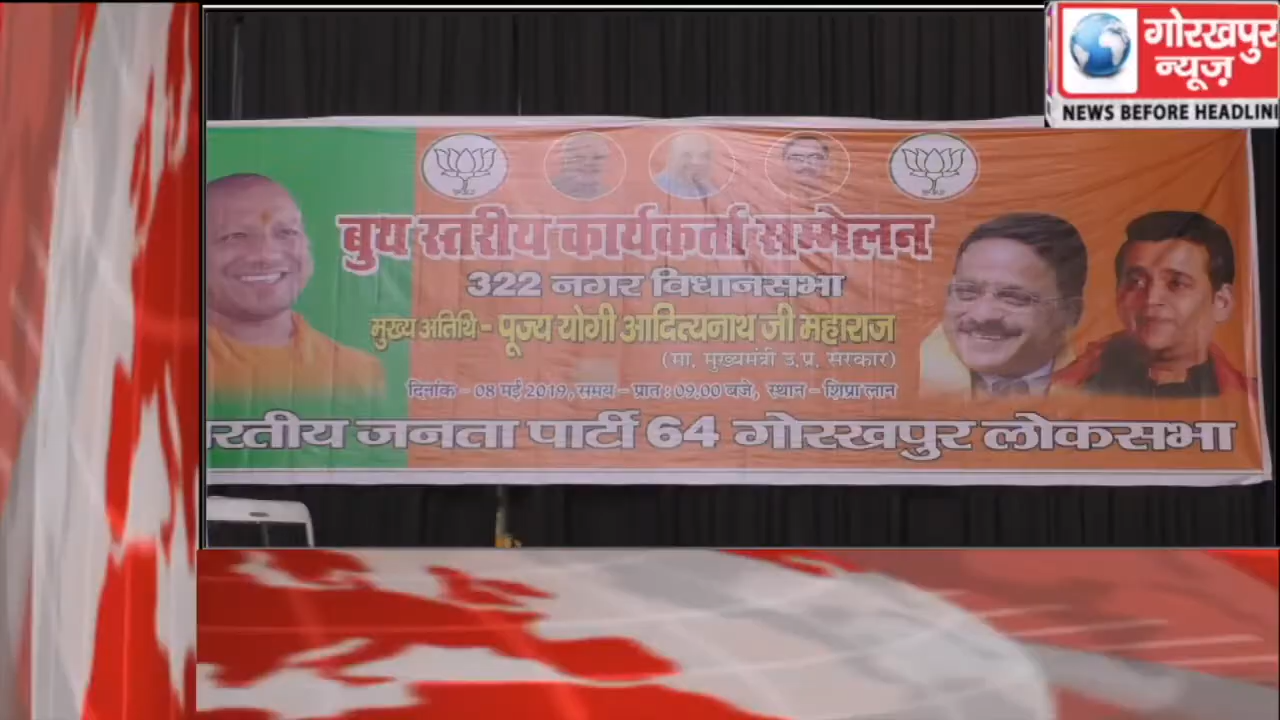 गोरखपुर
न्यूज़
NEWS BEFORE HEADLINE
बुथ स्तरीय कार्यकर्ता सम्मेलन
322 नगर विधानसभा
मुख्य अतिथि - पूज्य योगी आदित्यनाथ जी महाराज
(मा. मुख्यमंत्री उ.प्र. सरकार)
दिनांक - 08 मई 2019, समय - प्रात : 09.00 बजे, स्थान - शिप्रा लान
रतीय जनता पार्टी 64 गोरखपुर लोकसभा